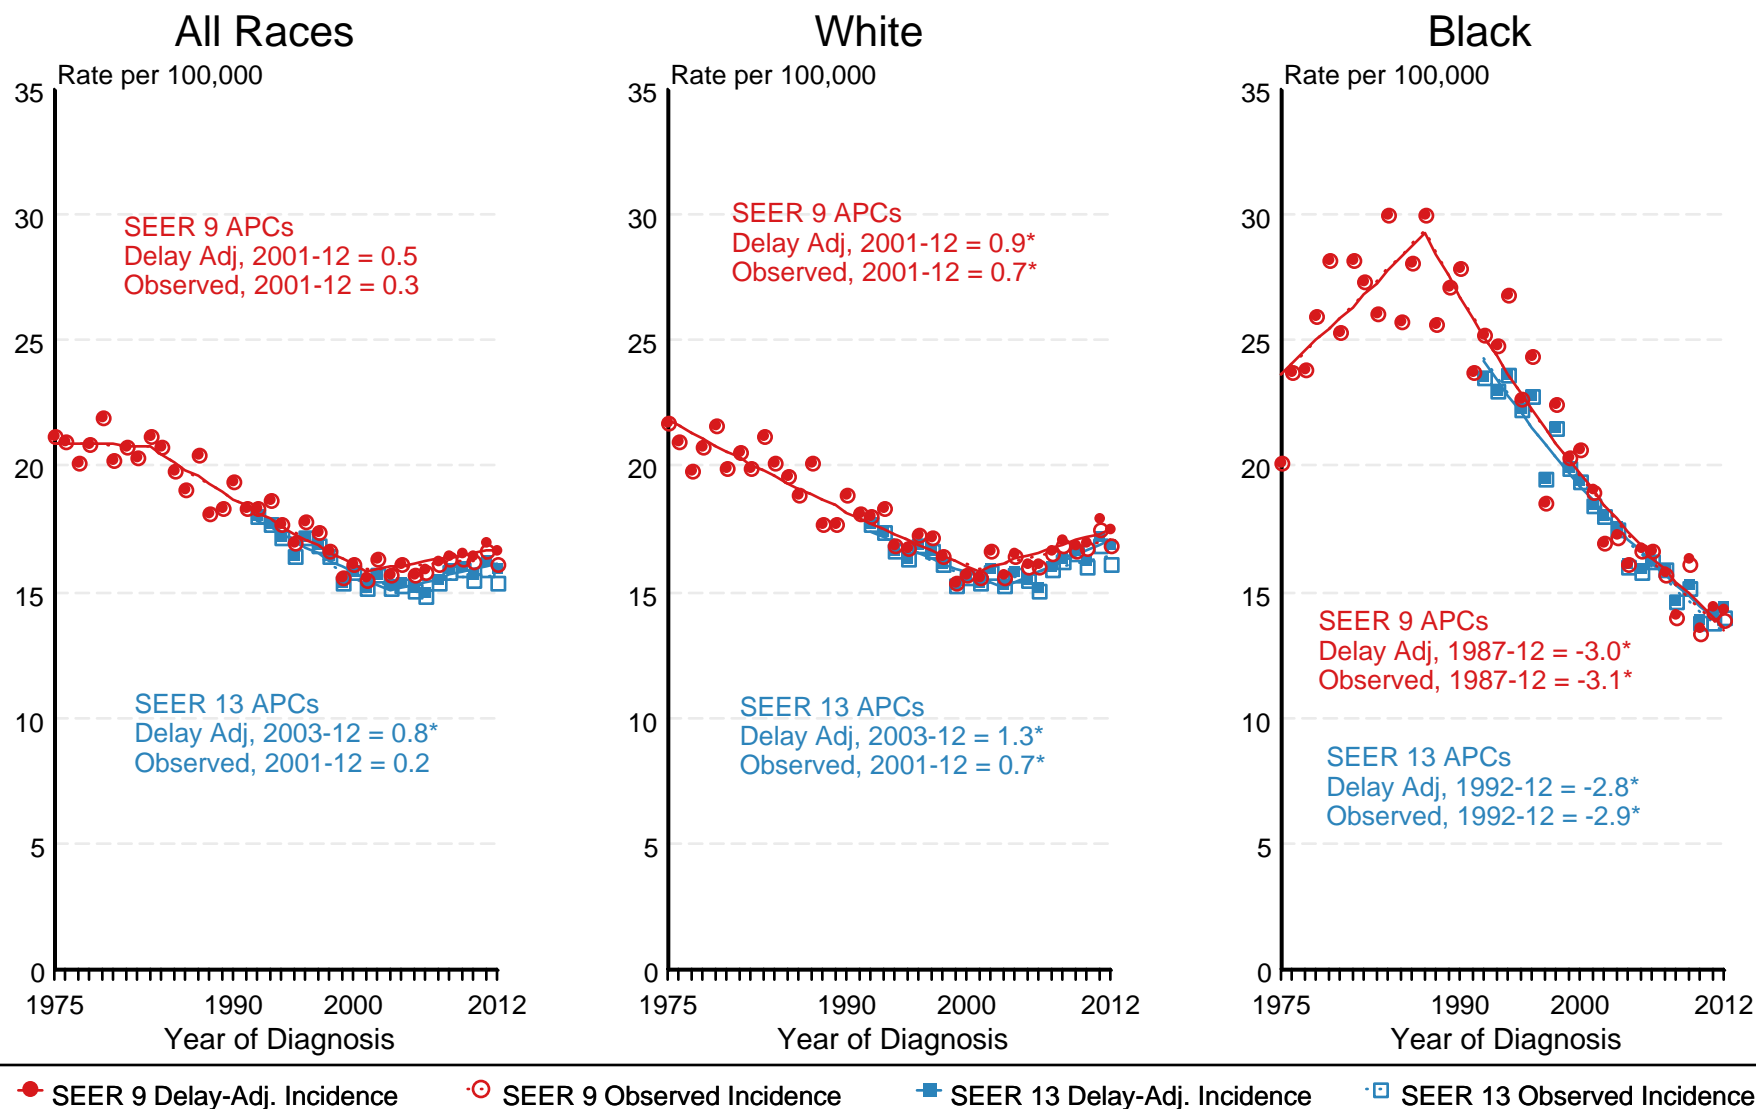 All Races
Rate per 100,000
35
30
25
20
15
10
5
0
SEER 9 APCs
Delay Adj, 2001-12 = 0.5
Observed, 2001-12 = 0.3
SEER 13 APCs
Delay Adj, 2003-12 = 0.8*
Observed, 2001-12 = 0.2
1975 1990 2000 2012
Year of Diagnosis
White
Rate per 100,000
35
30
25
20
15
10
5
0
SEER 9 APCs
Delay Adj, 2001-12 = 0.9*
Observed, 2001-12 = 0.7*
SEER 13 APCs
Delay Adj, 2003-12 = 1.3*
Observed, 2001-12 = 0.7*
1975 1990 2000 2012
Year of Diagnosis
Black
Rate per 100,000
35
30
25
20
15
10
5
0
SEER 9 APCs
Delay Adj, 1987-12 = -3.0*
Observed, 1987-12 = -3.1*
SEER 13 APCs
Delay Adj, 1992-12 = -2.8*
Observed, 1992-12 = -2.9*
1975 1990 2000 2012
Year of Diagnosis
SEER 9 Delay-Adj. Incidence SEER 9 Observed Incidence SEER 13 Delay-Adj. Incidence SEER 13 Observed Incidence